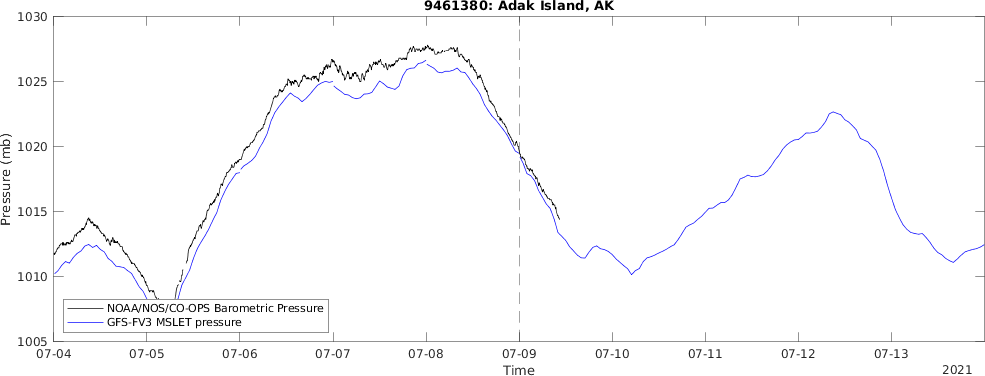 9461380: Adak Island, AK
Pressure (mb)
1030
1025
1020
1015
1010
1005
NOAA/NOS/CO-OPS Barometric Pressure
GFS-FV3 MSLET pressure
07-04 07-05 07-06 07-07 07-08 07-09 07-10 07-11 07-12 07-13
Time
2021